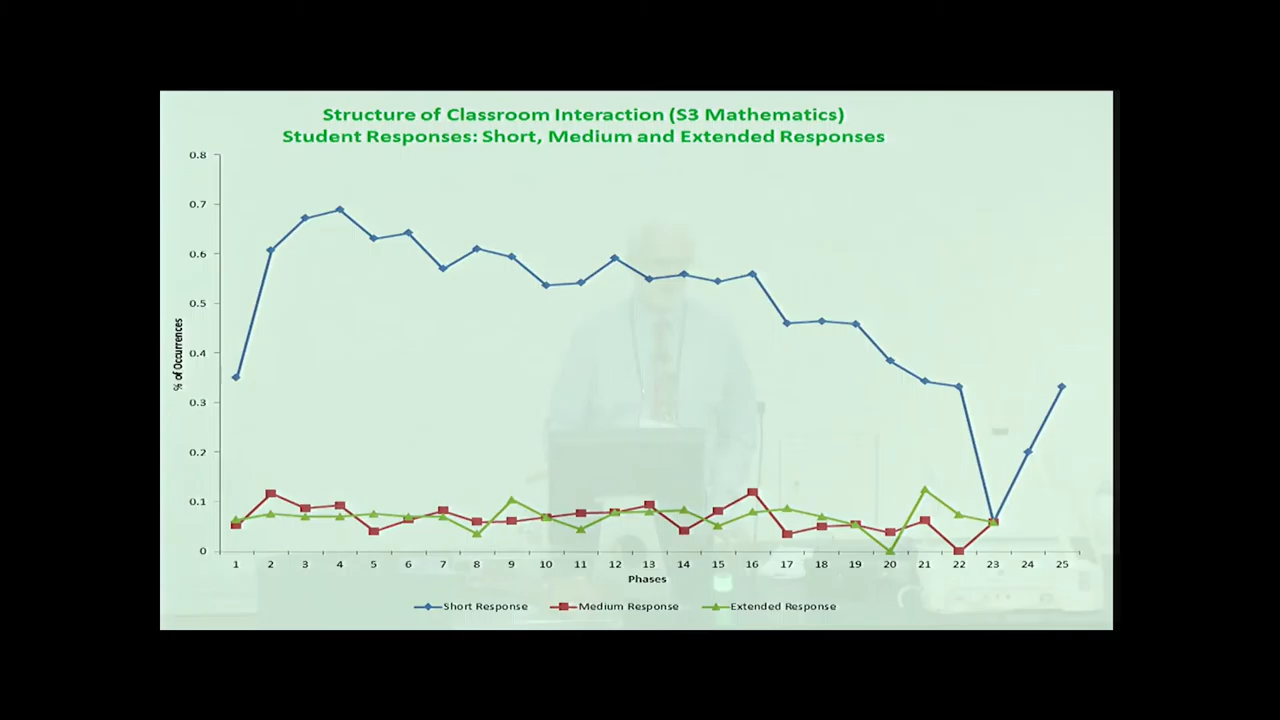 Structure of Classroom Interaction (S3 Mathematics)
Student Responses: Short, Medium and Extended Responses
% of Occurrences
0.8
0.7
0.6
0.5
0.4
0.3
0.2
0.1
0
1 2 3 4 5 6 7 8 9 10 11 12 13 14 15 16 17 18 19 20 21 22 23 24 25
Phases
Short Response Medium Response Extended Response